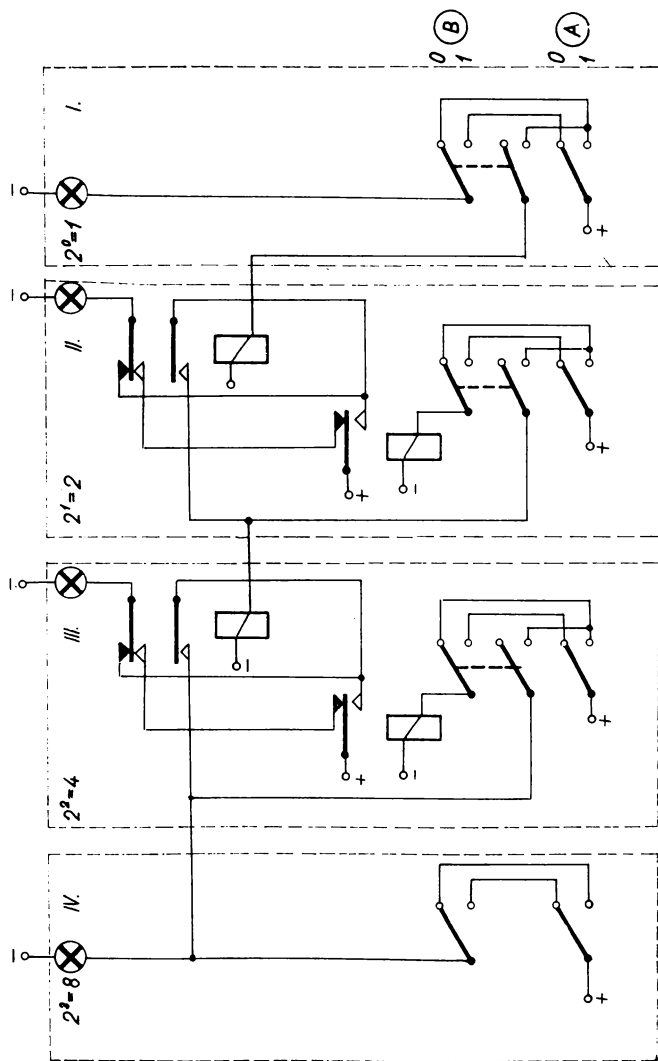 − − − −
2³=8 IV. 2²=4 III. 2¹=2 II. 2⁰=1 I.
−
+ +
− −
0
B
1
0
A
1
+ + + +